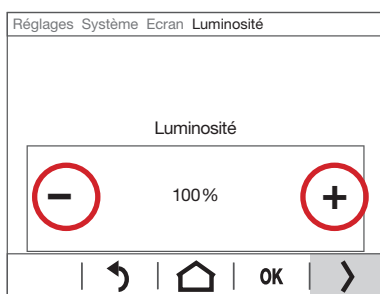 Réglages Système Ecran Luminosité
Luminosité
− 100% +
OK